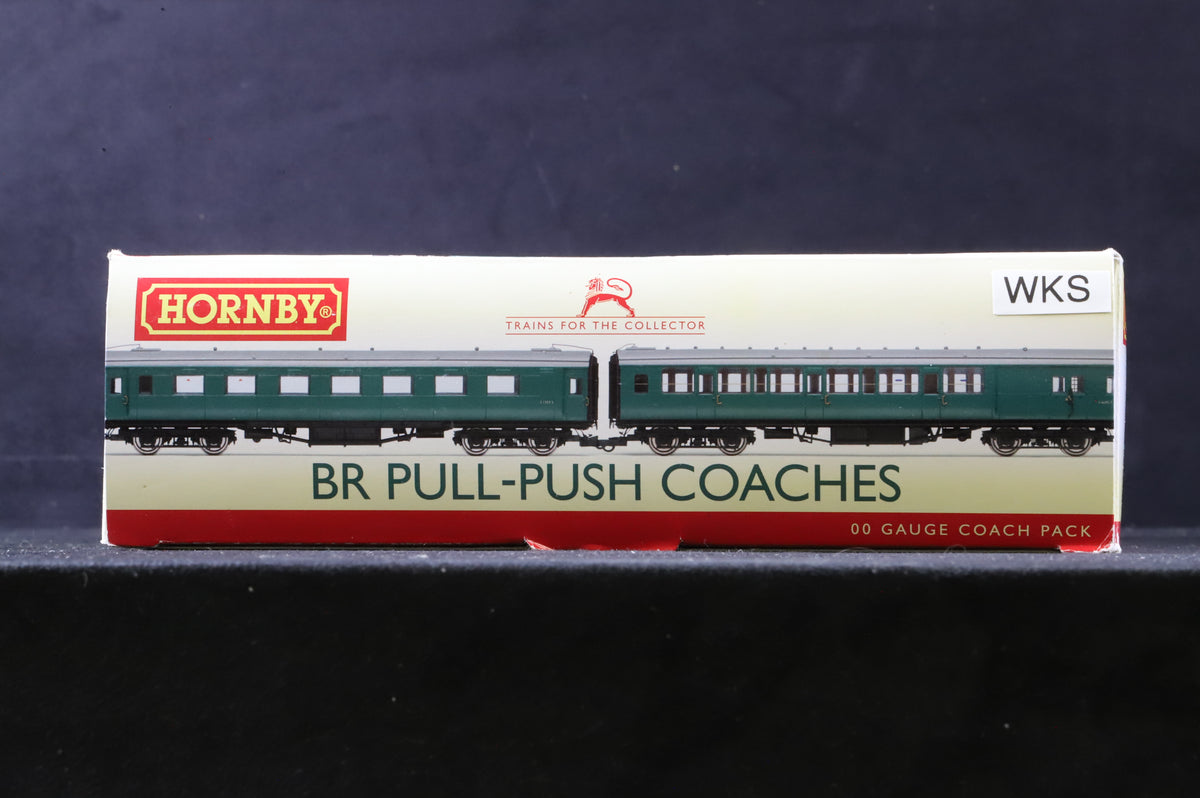 HORNBY®
TRAINS FOR THE COLLECTOR
WKS
BR PULL-PUSH COACHES
00 GAUGE COACH PACK